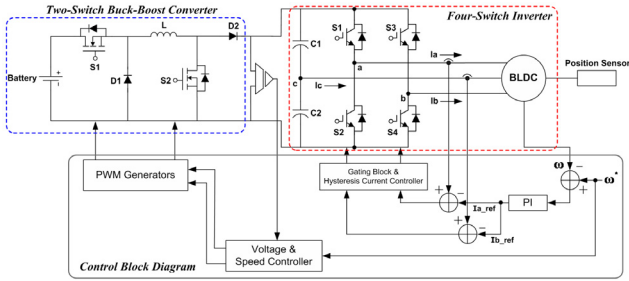 Two-Switch Buck-Boost Converter
Four-Switch Inverter
L
D2
S1
Battery
+
-
D1
S2
C1
C2
c
Ic
S1
S3
a
b
S2
S4
Ia
Ib
BLDC
Position Sensor
PWM Generators
Gating Block &
Hysteresis Current Controller
+
-
Ia_ref
PI
ω
-
+
ω*
+
-
Ib_ref
Voltage &
Speed Controller
Control Block Diagram